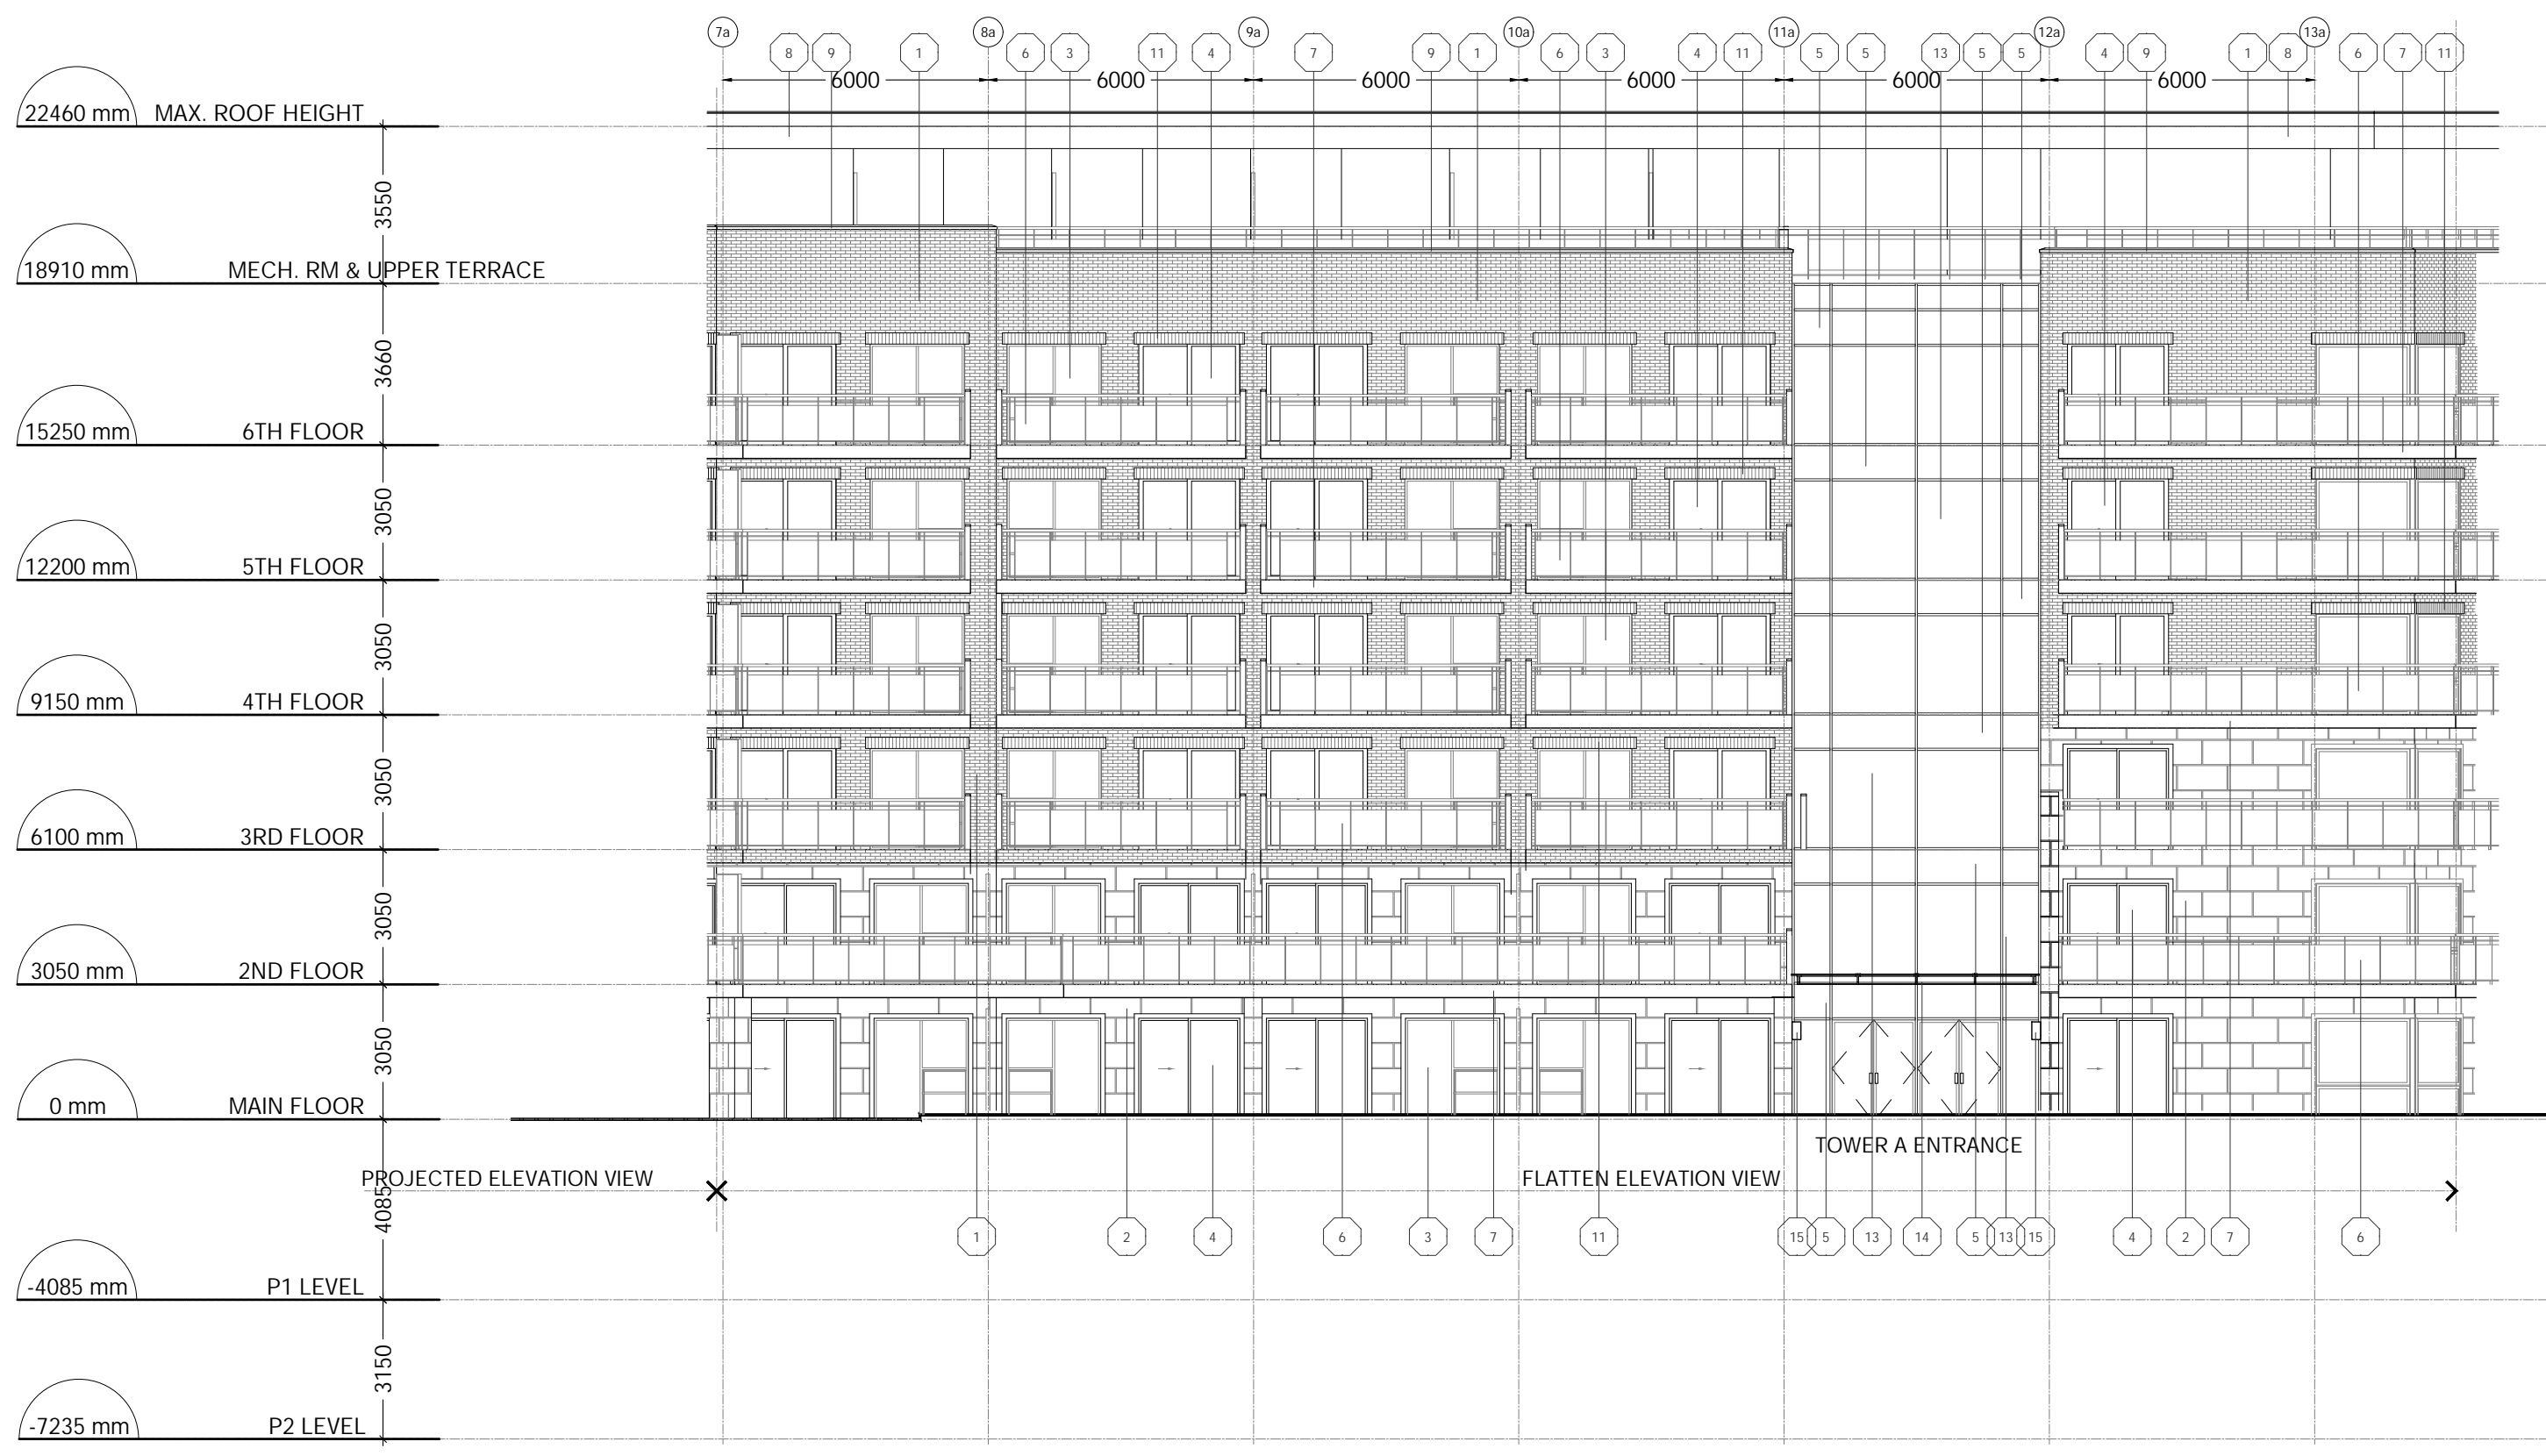 7a 8a 9a 10a 11a 12a 13a
8 9 1 6 3 11 4 7 9 1 6 3 4 11 5 5 13 5 5 4 9 1 8 6 7 11
6000 6000 6000 6000 6000 6000
22460 mm MAX. ROOF HEIGHT
3550
18910 mm MECH. RM & UPPER TERRACE
3660
15250 mm 6TH FLOOR
3050
12200 mm 5TH FLOOR
3050
9150 mm 4TH FLOOR
3050
6100 mm 3RD FLOOR
3050
3050 mm 2ND FLOOR
3050
0 mm MAIN FLOOR
TOWER A ENTRANCE
PROJECTED ELEVATION VIEW FLATTEN ELEVATION VIEW
4085
1 2 4 6 3 7 11 15 5 13 14 5 13 15 4 2 7 6
-4085 mm P1 LEVEL
3150
-7235 mm P2 LEVEL